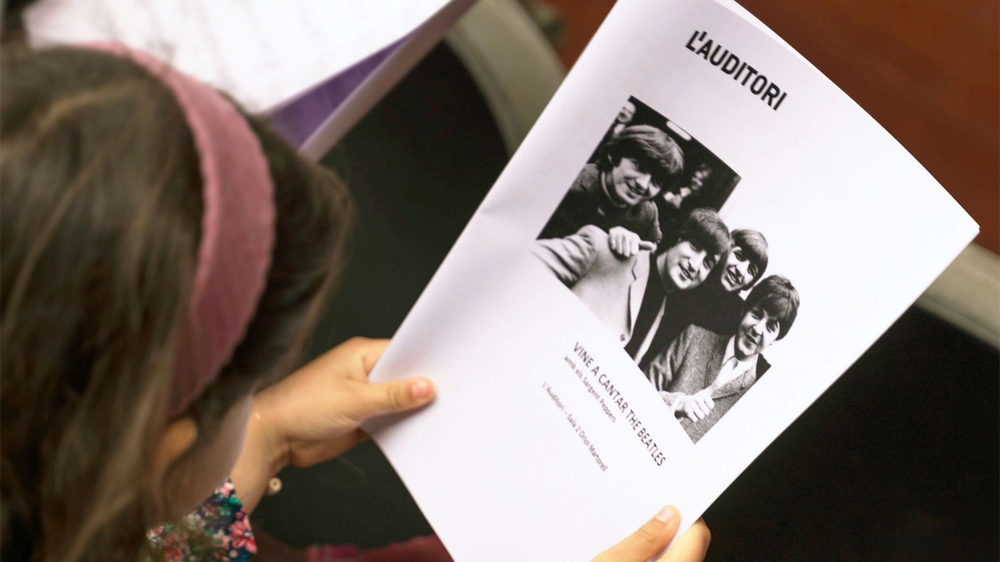 L'AUDITORI
VINE A CANTAR THE BEATLES
amb els Sargent Peppers
L'Auditori – Sala 2 Oriol Martorell